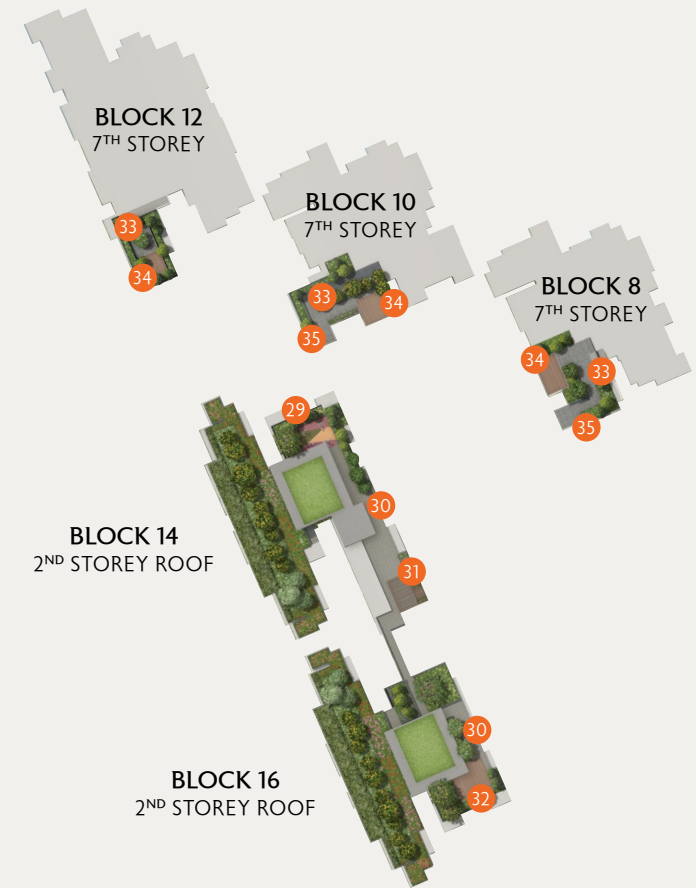 BLOCK 12
7TH STOREY
33
34
BLOCK 10
7TH STOREY
33
34
35
BLOCK 8
7TH STOREY
34
33
35
29
30
BLOCK 14
2ND STOREY ROOF
31
30
BLOCK 16
2ND STOREY ROOF
32